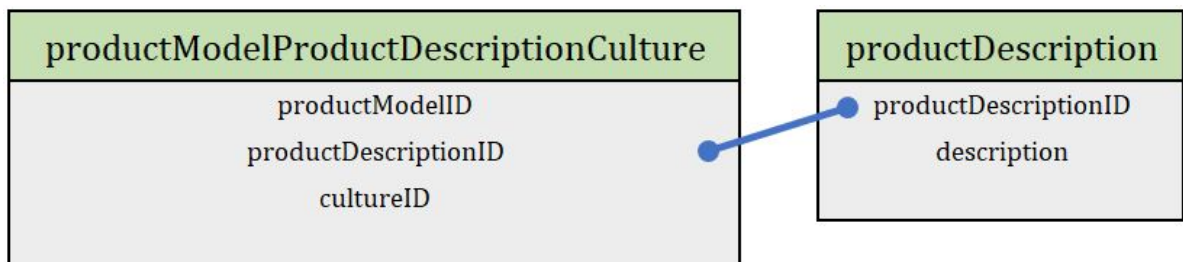 productModelProductDescriptionCulture
productModelID
productDescriptionID
cultureID
productDescription
productDescriptionID
description